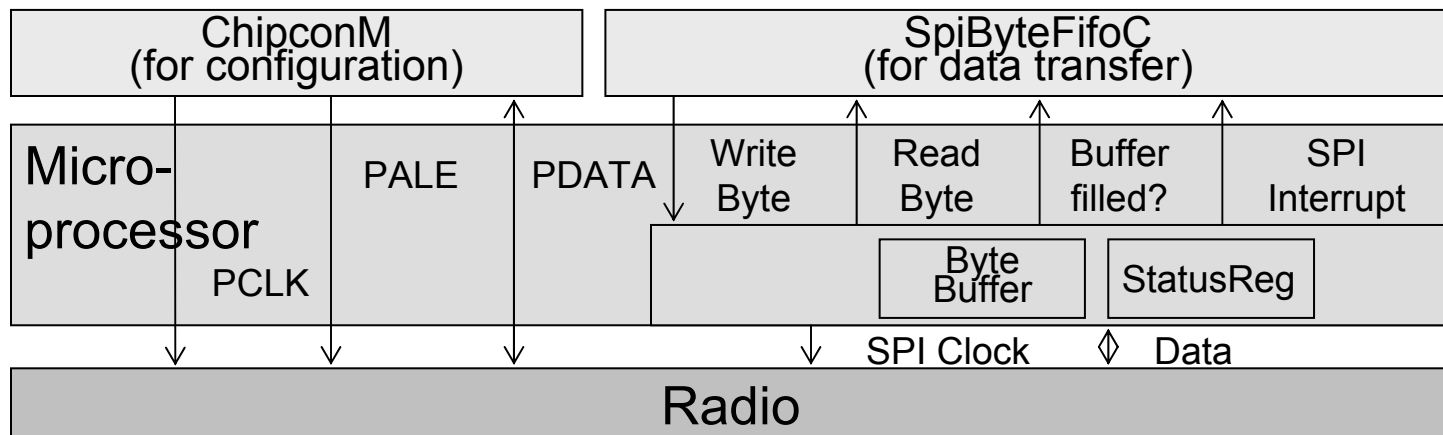 ChipconM
(for configuration)
SpiByteFifoC
(for data transfer)
Micro-
processor
PCLK
PALE
PDATA
Write
Byte
Read
Byte
Buffer
filled?
SPI
Interrupt
Byte
Buffer
StatusReg
SPI Clock
Data
Radio